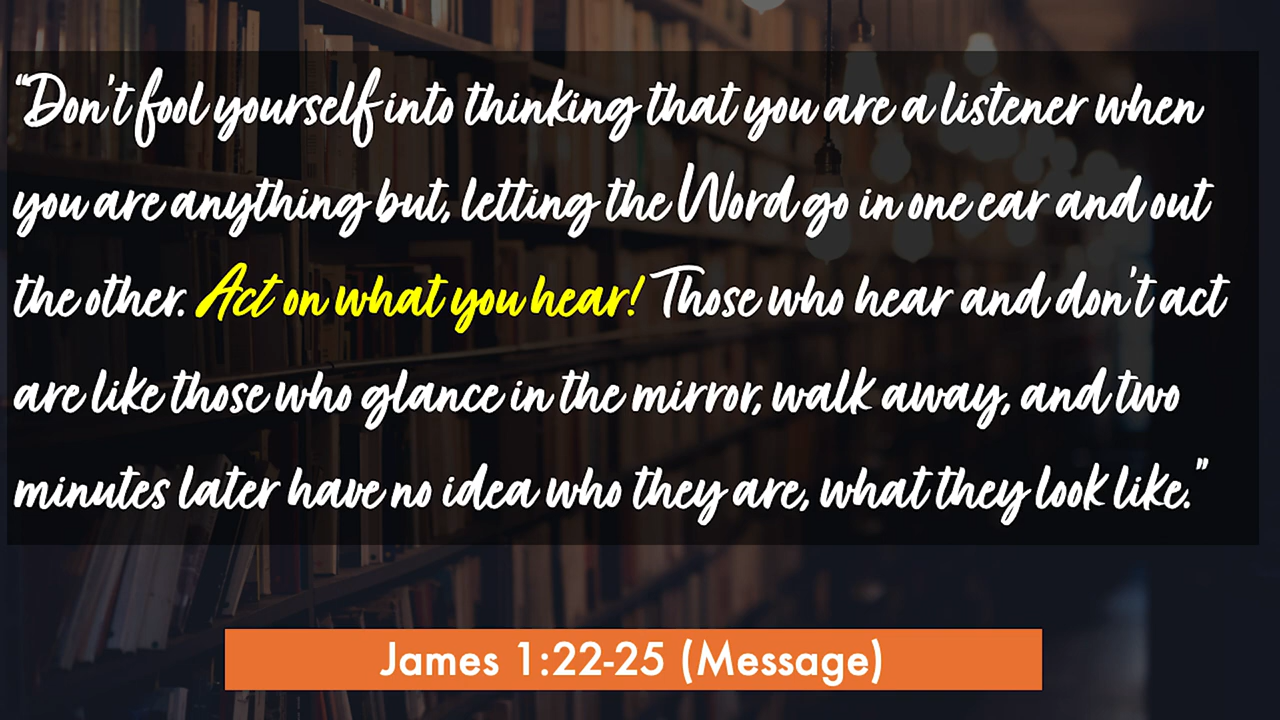 “Don't fool yourself into thinking that you are a listener when
you are anything but, letting the Word go in one ear and out
the other. Act on what you hear! Those who hear and don't act
are like those who glance in the mirror, walk away, and two
minutes later have no idea who they are, what they look like.”
James 1:22-25 (Message)